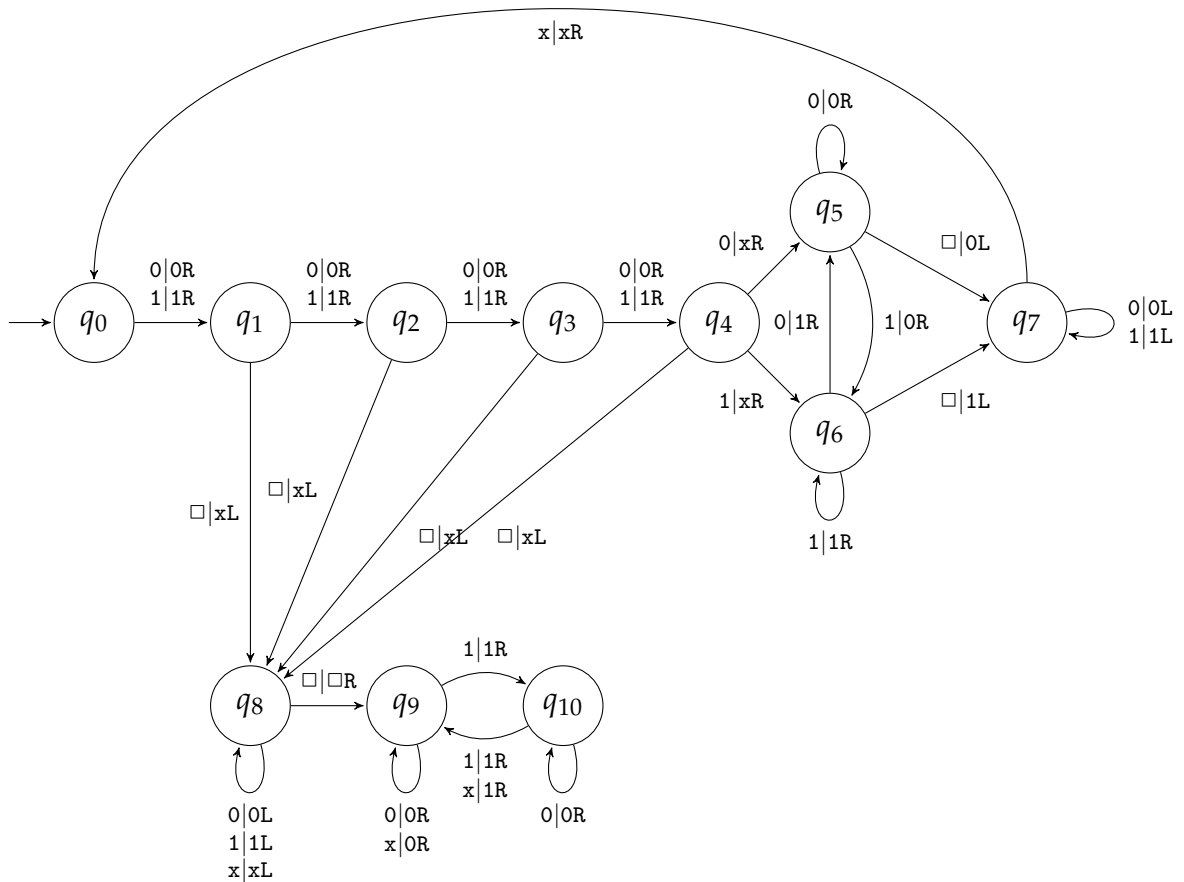 x|xR
0|0R
q5
0|xR
□|0L
0|0R
1|1R
0|0R
1|1R
0|0R
1|1R
0|0R
1|1R
q0
q1
q2
q3
q4
0|1R
1|0R
q7
0|0L
1|1L
1|xR
□|1L
q6
1|1R
□|xL
□|xL
□|xL
□|xL
□|□R
1|1R
q8
q9
q10
1|1R
x|1R
0|0L
1|1L
x|xL
0|0R
x|0R
0|0R